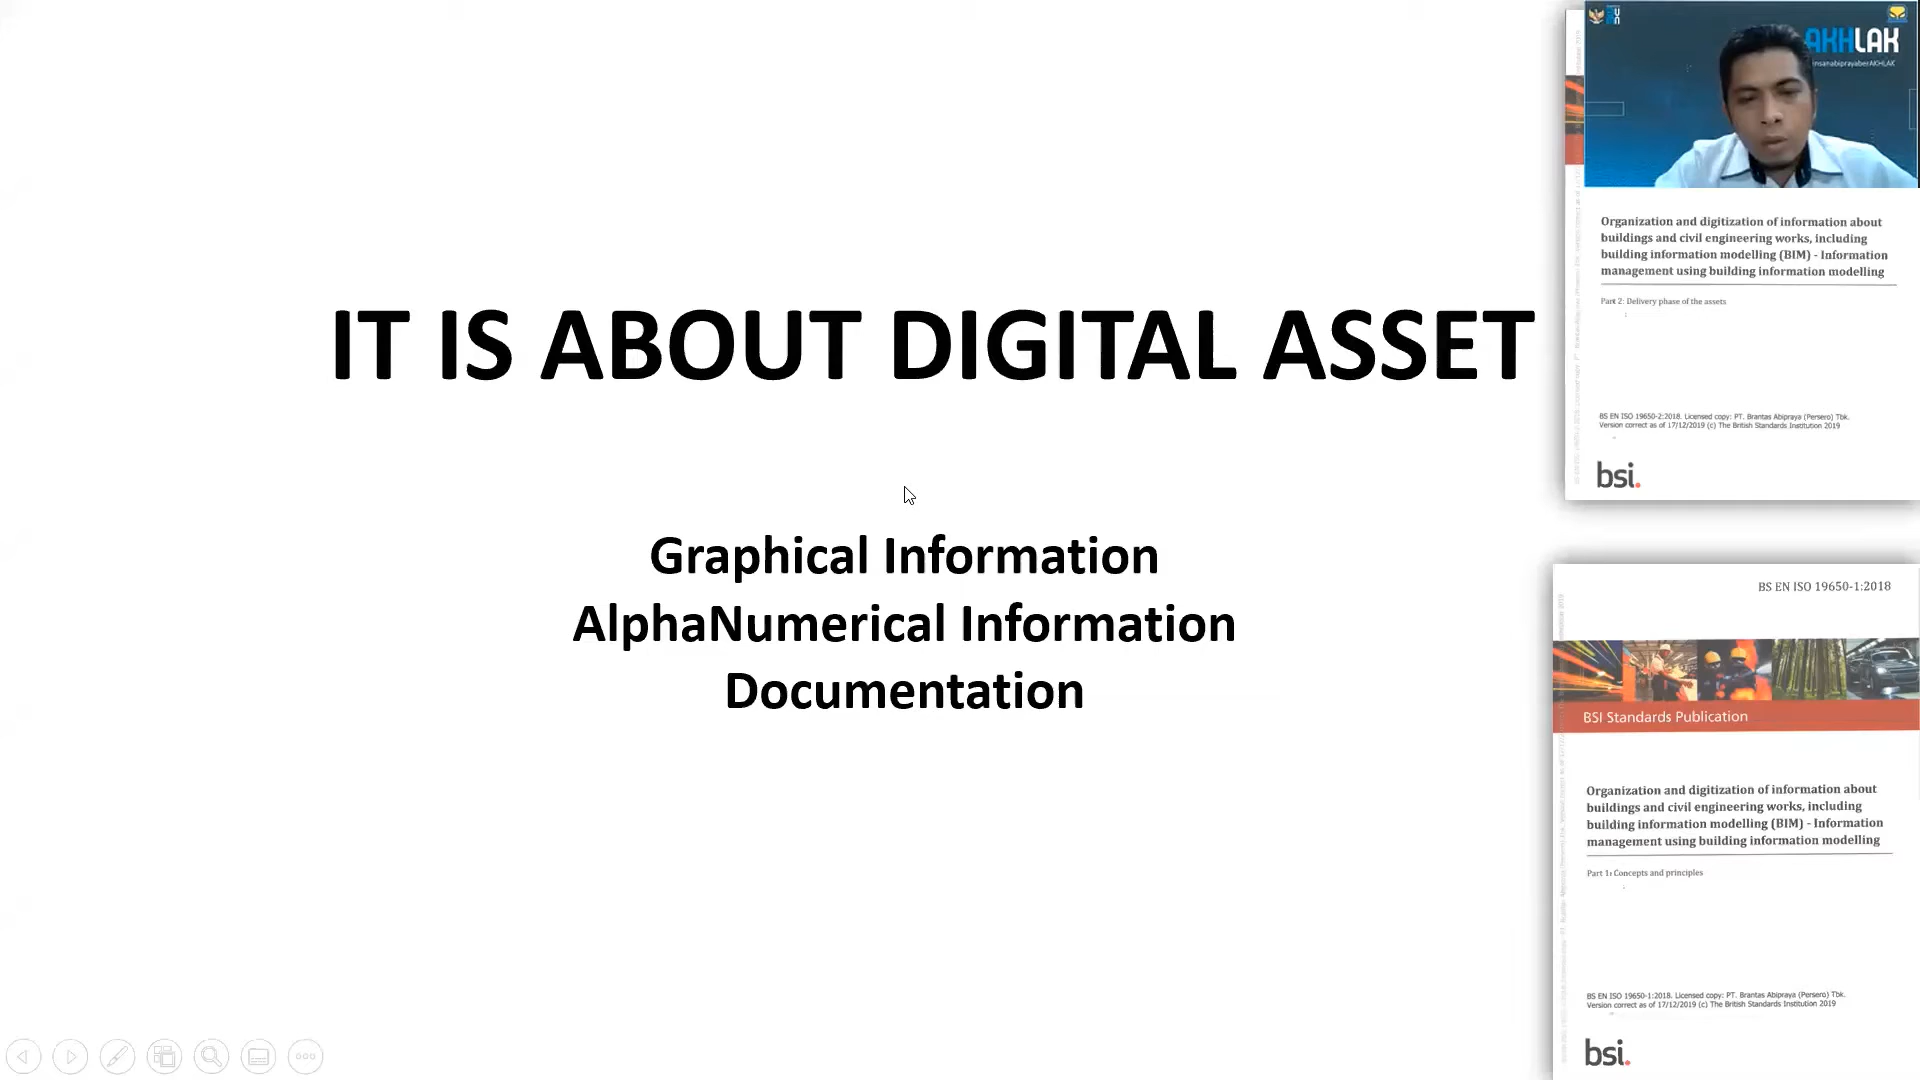 IT IS ABOUT DIGITAL ASSET
Graphical Information
AlphaNumerical Information
Documentation
AKHLAK
Organization and digitization of information about
buildings and civil engineering works, including
building information modelling (BIM) - Information
management using building information modelling
Part 2: Delivery phase of the assets
BS EN ISO 19650-2:2018. Licensed copy: PT. Brantas Abipraya (Persero) Tbk.
Version correct as of 17/12/2019 (c) The British Standards Institution 2019
bsi.
BS EN ISO 19650-1:2018
BSI Standards Publication
Organization and digitization of information about
buildings and civil engineering works, including
building information modelling (BIM) - Information
management using building information modelling
Part 1: Concepts and principles
BS EN ISO 19650-1:2018. Licensed copy: PT. Brantas Abipraya (Persero) Tbk.
Version correct as of 17/12/2019 (c) The British Standards Institution 2019
bsi.